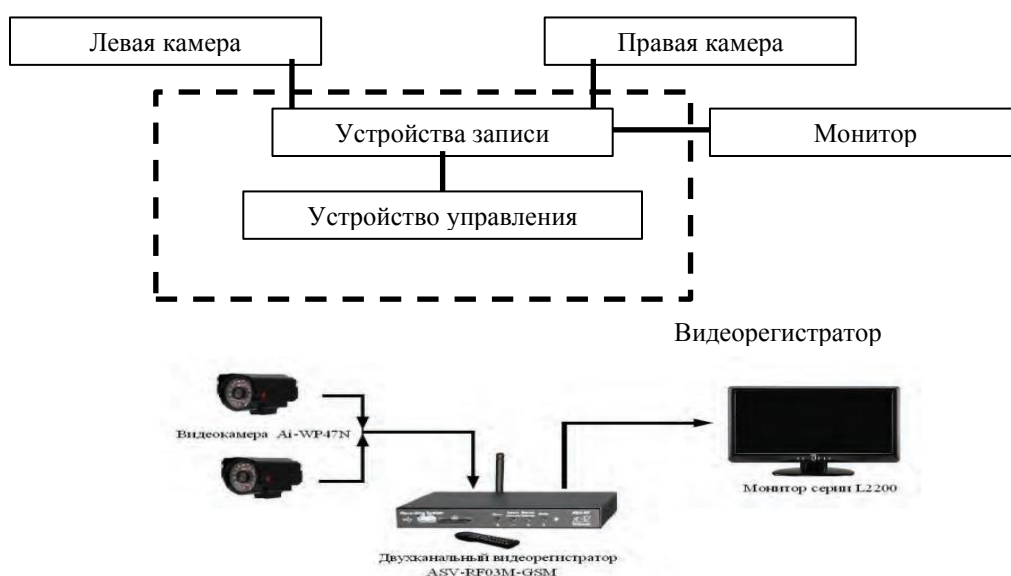 Левая камера
Правая камера
Устройства записи
Монитор
Устройство управления
Видеорегистратор
Видеокамера Ai-WP47N
Монитор серии L2200
Двухканальный видеорегистратор
ASV-RF03M-GSM